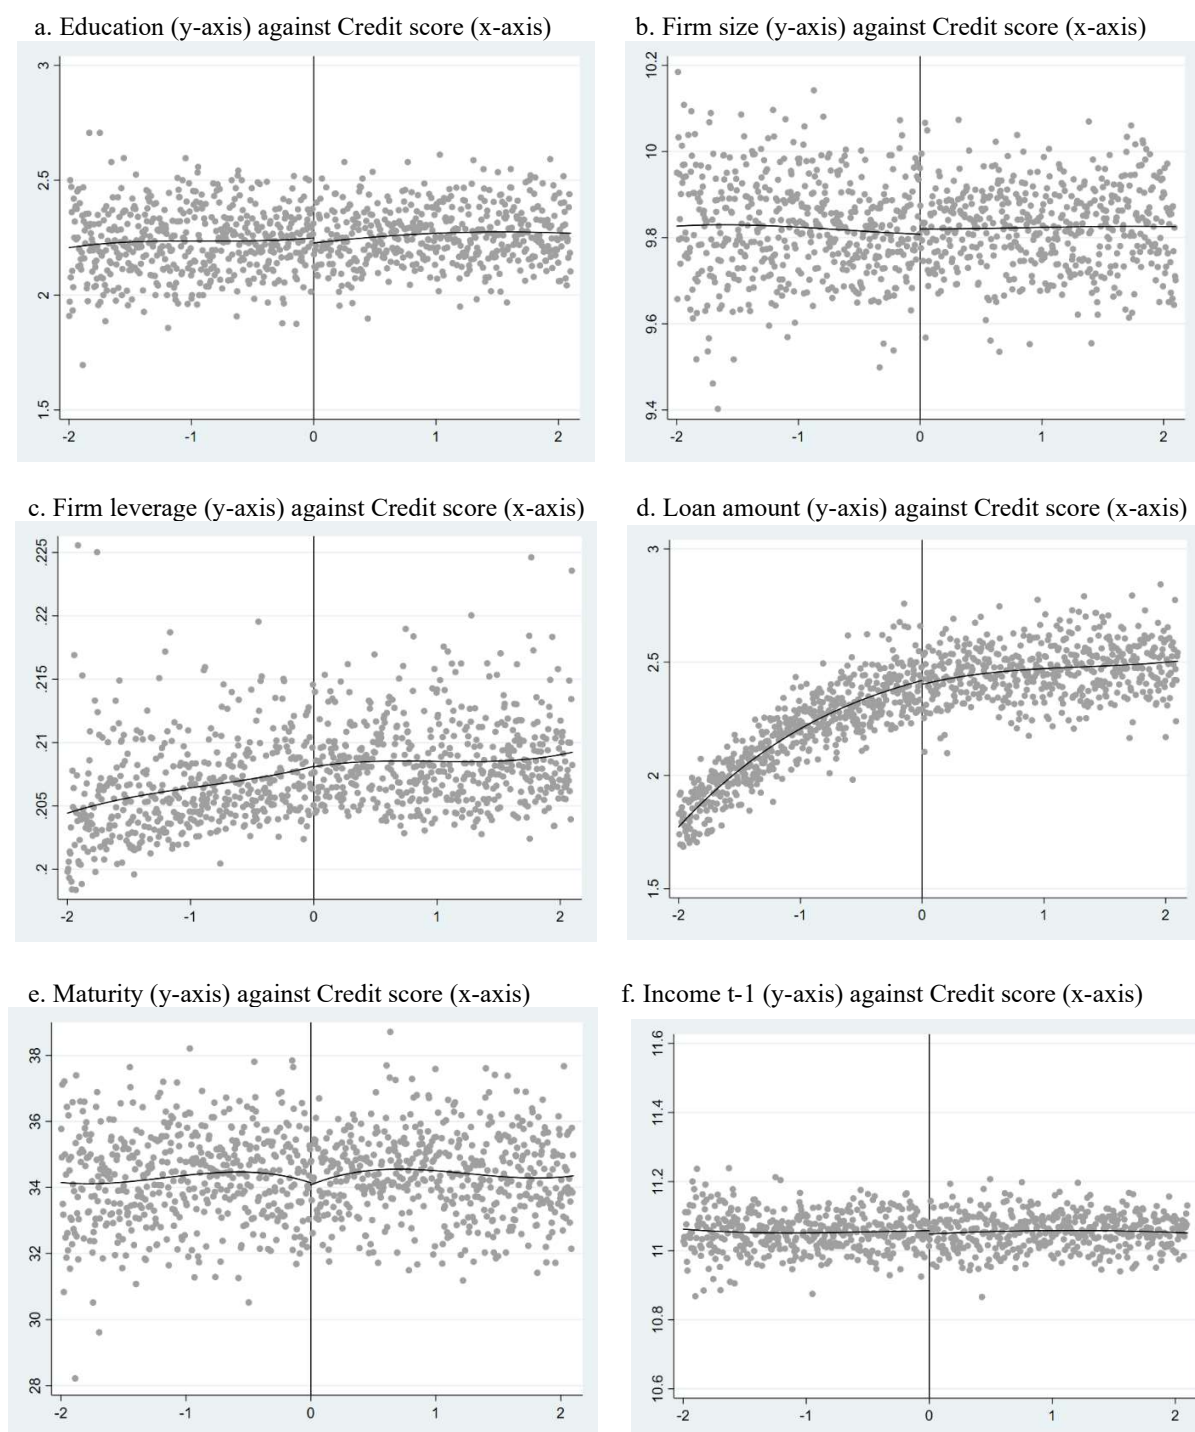 a. Education (y-axis) against Credit score (x-axis)
3
2.5
2
1.5
-2 -1 0 1 2
b. Firm size (y-axis) against Credit score (x-axis)
10.2
10
9.8
9.6
9.4
-2 -1 0 1 2
c. Firm leverage (y-axis) against Credit score (x-axis)
.225
.22
.215
.21
.205
.2
-2 -1 0 1 2
d. Loan amount (y-axis) against Credit score (x-axis)
3
2.5
2
1.5
-2 -1 0 1 2
e. Maturity (y-axis) against Credit score (x-axis)
38
36
34
32
30
28
-2 -1 0 1 2
f. Income t-1 (y-axis) against Credit score (x-axis)
11.6
11.4
11.2
11
10.8
10.6
-2 -1 0 1 2